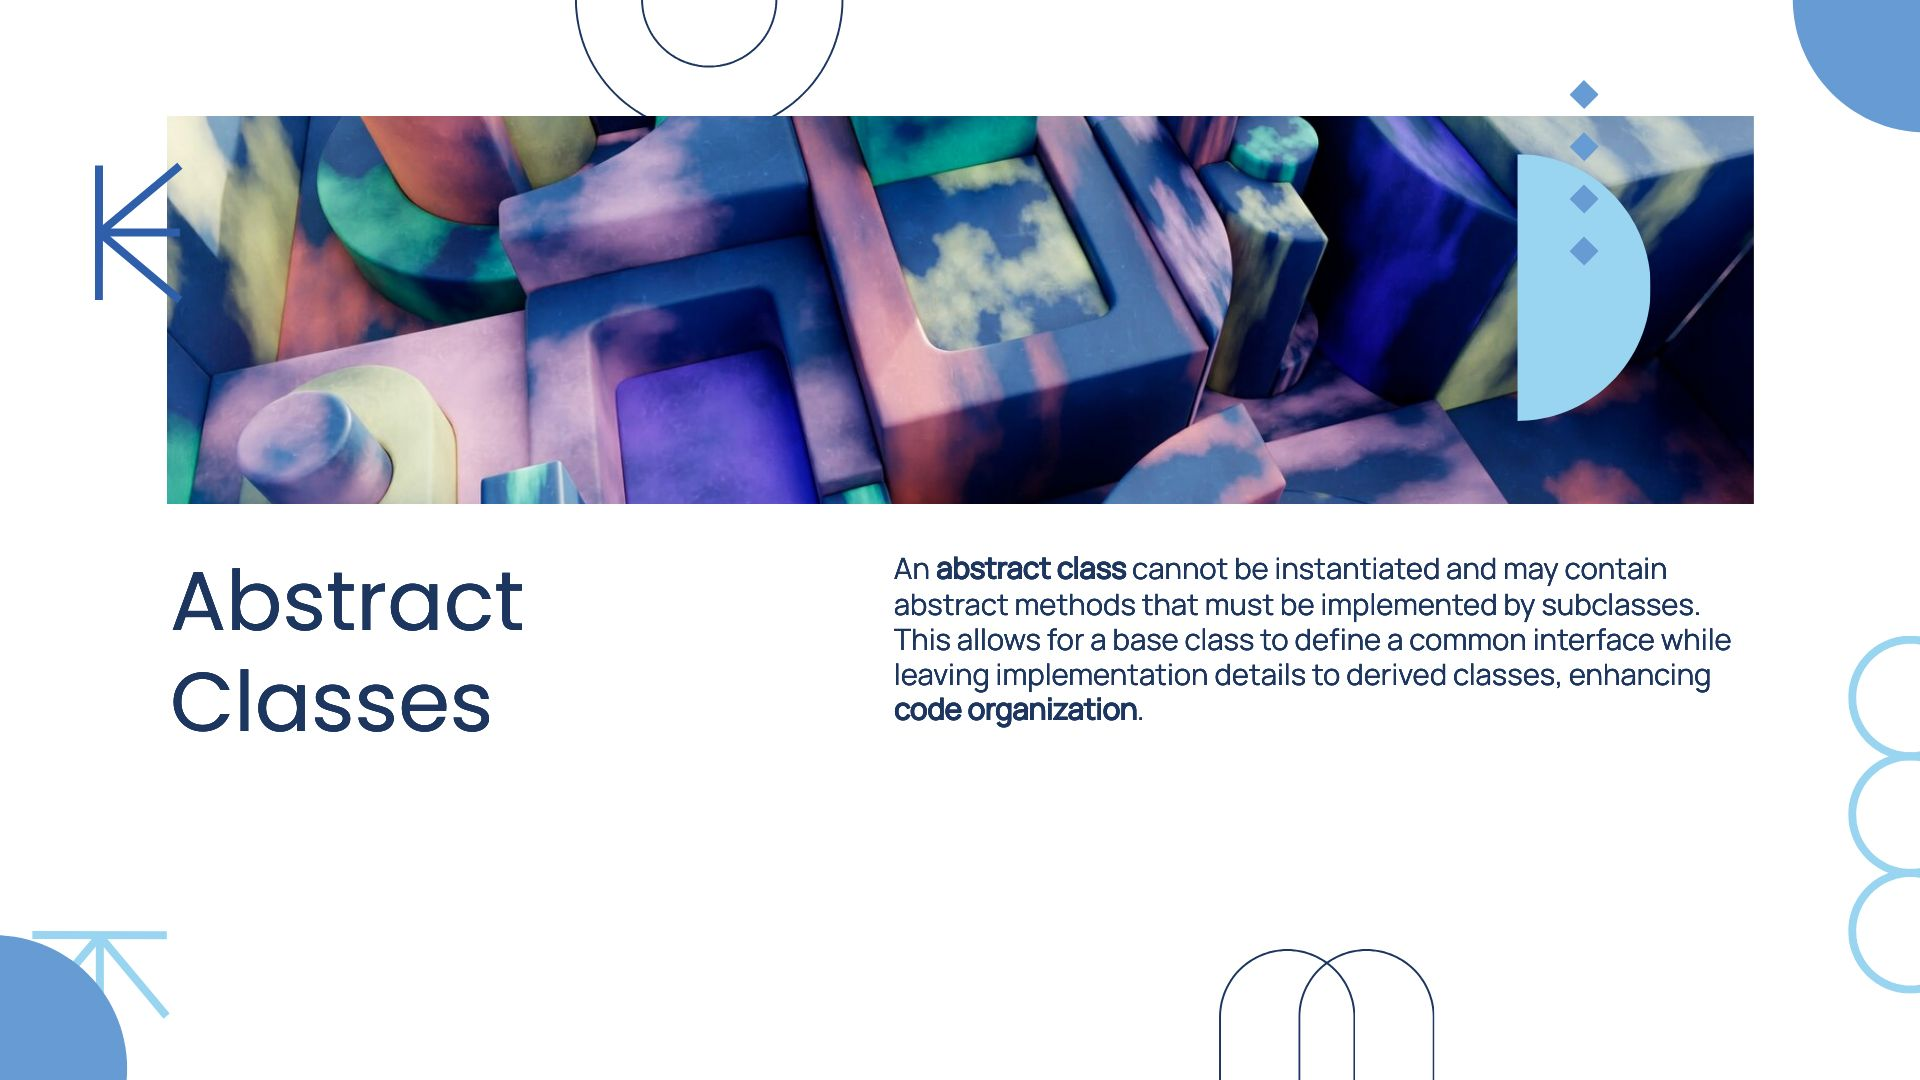 Abstract
Classes
An abstract class cannot be instantiated and may contain
abstract methods that must be implemented by subclasses.
This allows for a base class to define a common interface while
leaving implementation details to derived classes, enhancing
code organization.